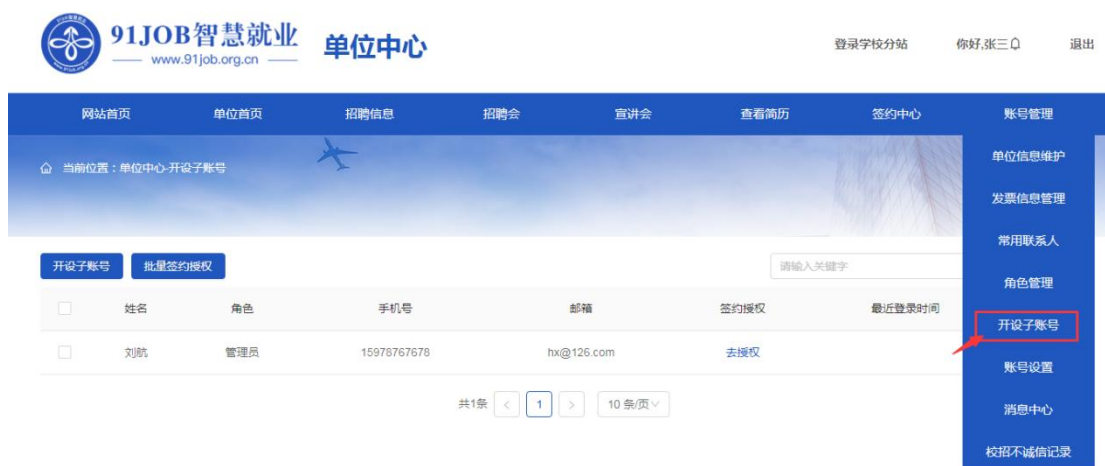 91JOB智慧就业
www.91job.org.cn
单位中心
登录学校分站 你好,张三 退出
网站首页 单位首页 招聘信息 招聘会 宣讲会 查看简历 签约中心 账号管理
单位信息维护
当前位置：单位中心-开设子账号
发票信息管理
常用联系人
开设子账号 批量签约授权 请输入关键字
角色管理
姓名 角色 手机号 邮箱 签约授权 最近登录时间
开设子账号
刘航 管理员 15978767678 hx@126.com 去授权
账号设置
共1条 < 1 > 10 条/页
消息中心
校招不诚信记录